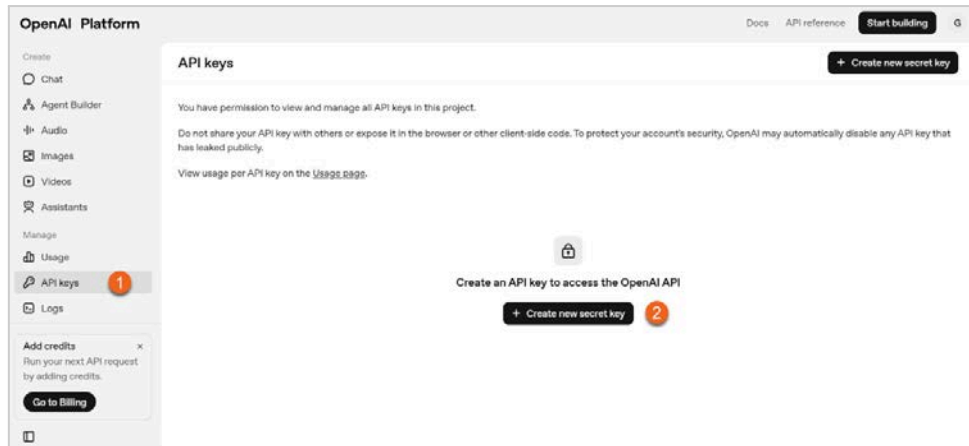 OpenAI Platform
Docs API reference Start building G
Create
Chat
Agent Builder
Audio
Images
Videos
Assistants
Manage
Usage
API keys 1
Logs
Add credits ×
Run your next API request
by adding credits.
Go to Billing
API keys
+ Create new secret key
You have permission to view and manage all API keys in this project.
Do not share your API key with others or expose it in the browser or other client-side code. To protect your account's security, OpenAI may automatically disable any API key that
has leaked publicly.
View usage per API key on the Usage page.
Create an API key to access the OpenAI API
+ Create new secret key 2